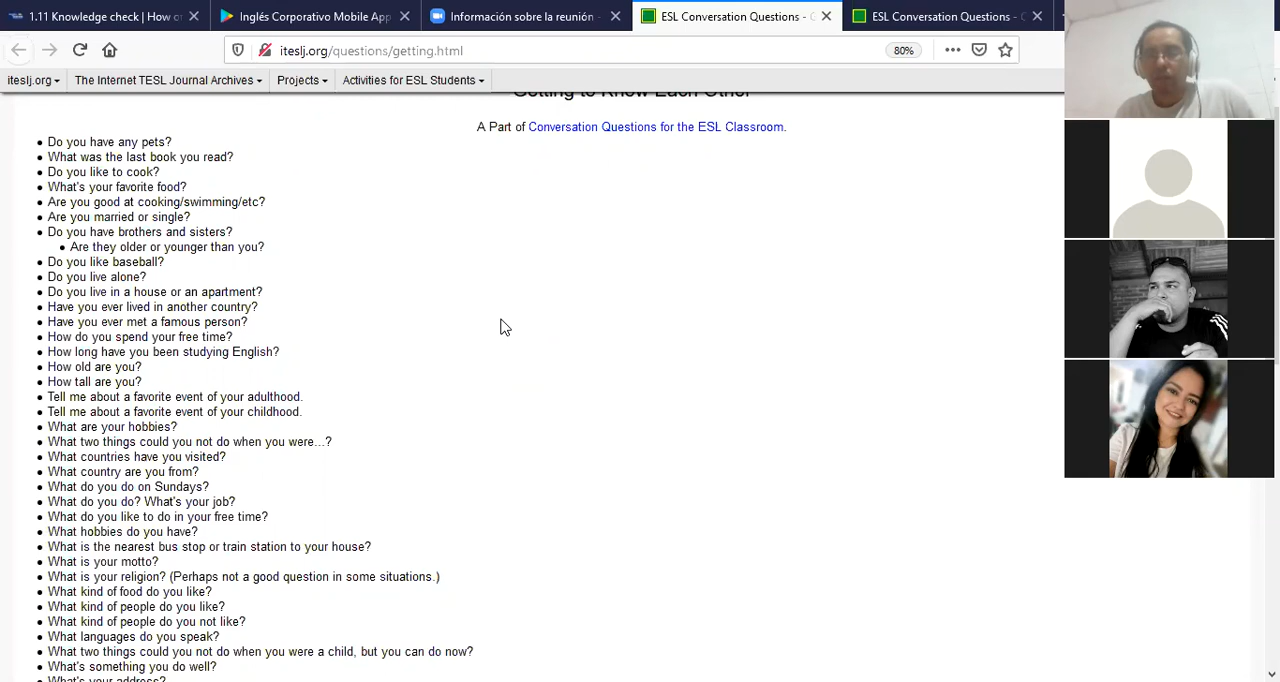 1.11 Knowledge check | How
Inglés Corporativo Mobile App
Información sobre la reunión
ESL Conversation Questions -
ESL Conversation Questions -
iteslj.org/questions/getting.html
80%
iteslj.org
The Internet TESL Journal Archives
Projects
Activities for ESL Students
Getting to Know Each Other
A Part of Conversation Questions for the ESL Classroom.
Do you have any pets?
What was the last book you read?
Do you like to cook?
What's your favorite food?
Are you good at cooking/swimming/etc?
Are you married or single?
Do you have brothers and sisters?
Are they older or younger than you?
Do you like baseball?
Do you live alone?
Do you live in a house or an apartment?
Have you ever lived in another country?
Have you ever met a famous person?
How do you spend your free time?
How long have you been studying English?
How old are you?
How tall are you?
Tell me about a favorite event of your adulthood.
Tell me about a favorite event of your childhood.
What are your hobbies?
What two things could you not do when you were...?
What countries have you visited?
What country are you from?
What do you do on Sundays?
What do you do? What's your job?
What do you like to do in your free time?
What hobbies do you have?
What is the nearest bus stop or train station to your house?
What is your motto?
What is your religion? (Perhaps not a good question in some situations.)
What kind of food do you like?
What kind of people do you like?
What kind of people do you not like?
What languages do you speak?
What two things could you not do when you were a child, but you can do now?
What's something you do well?
What's your address?